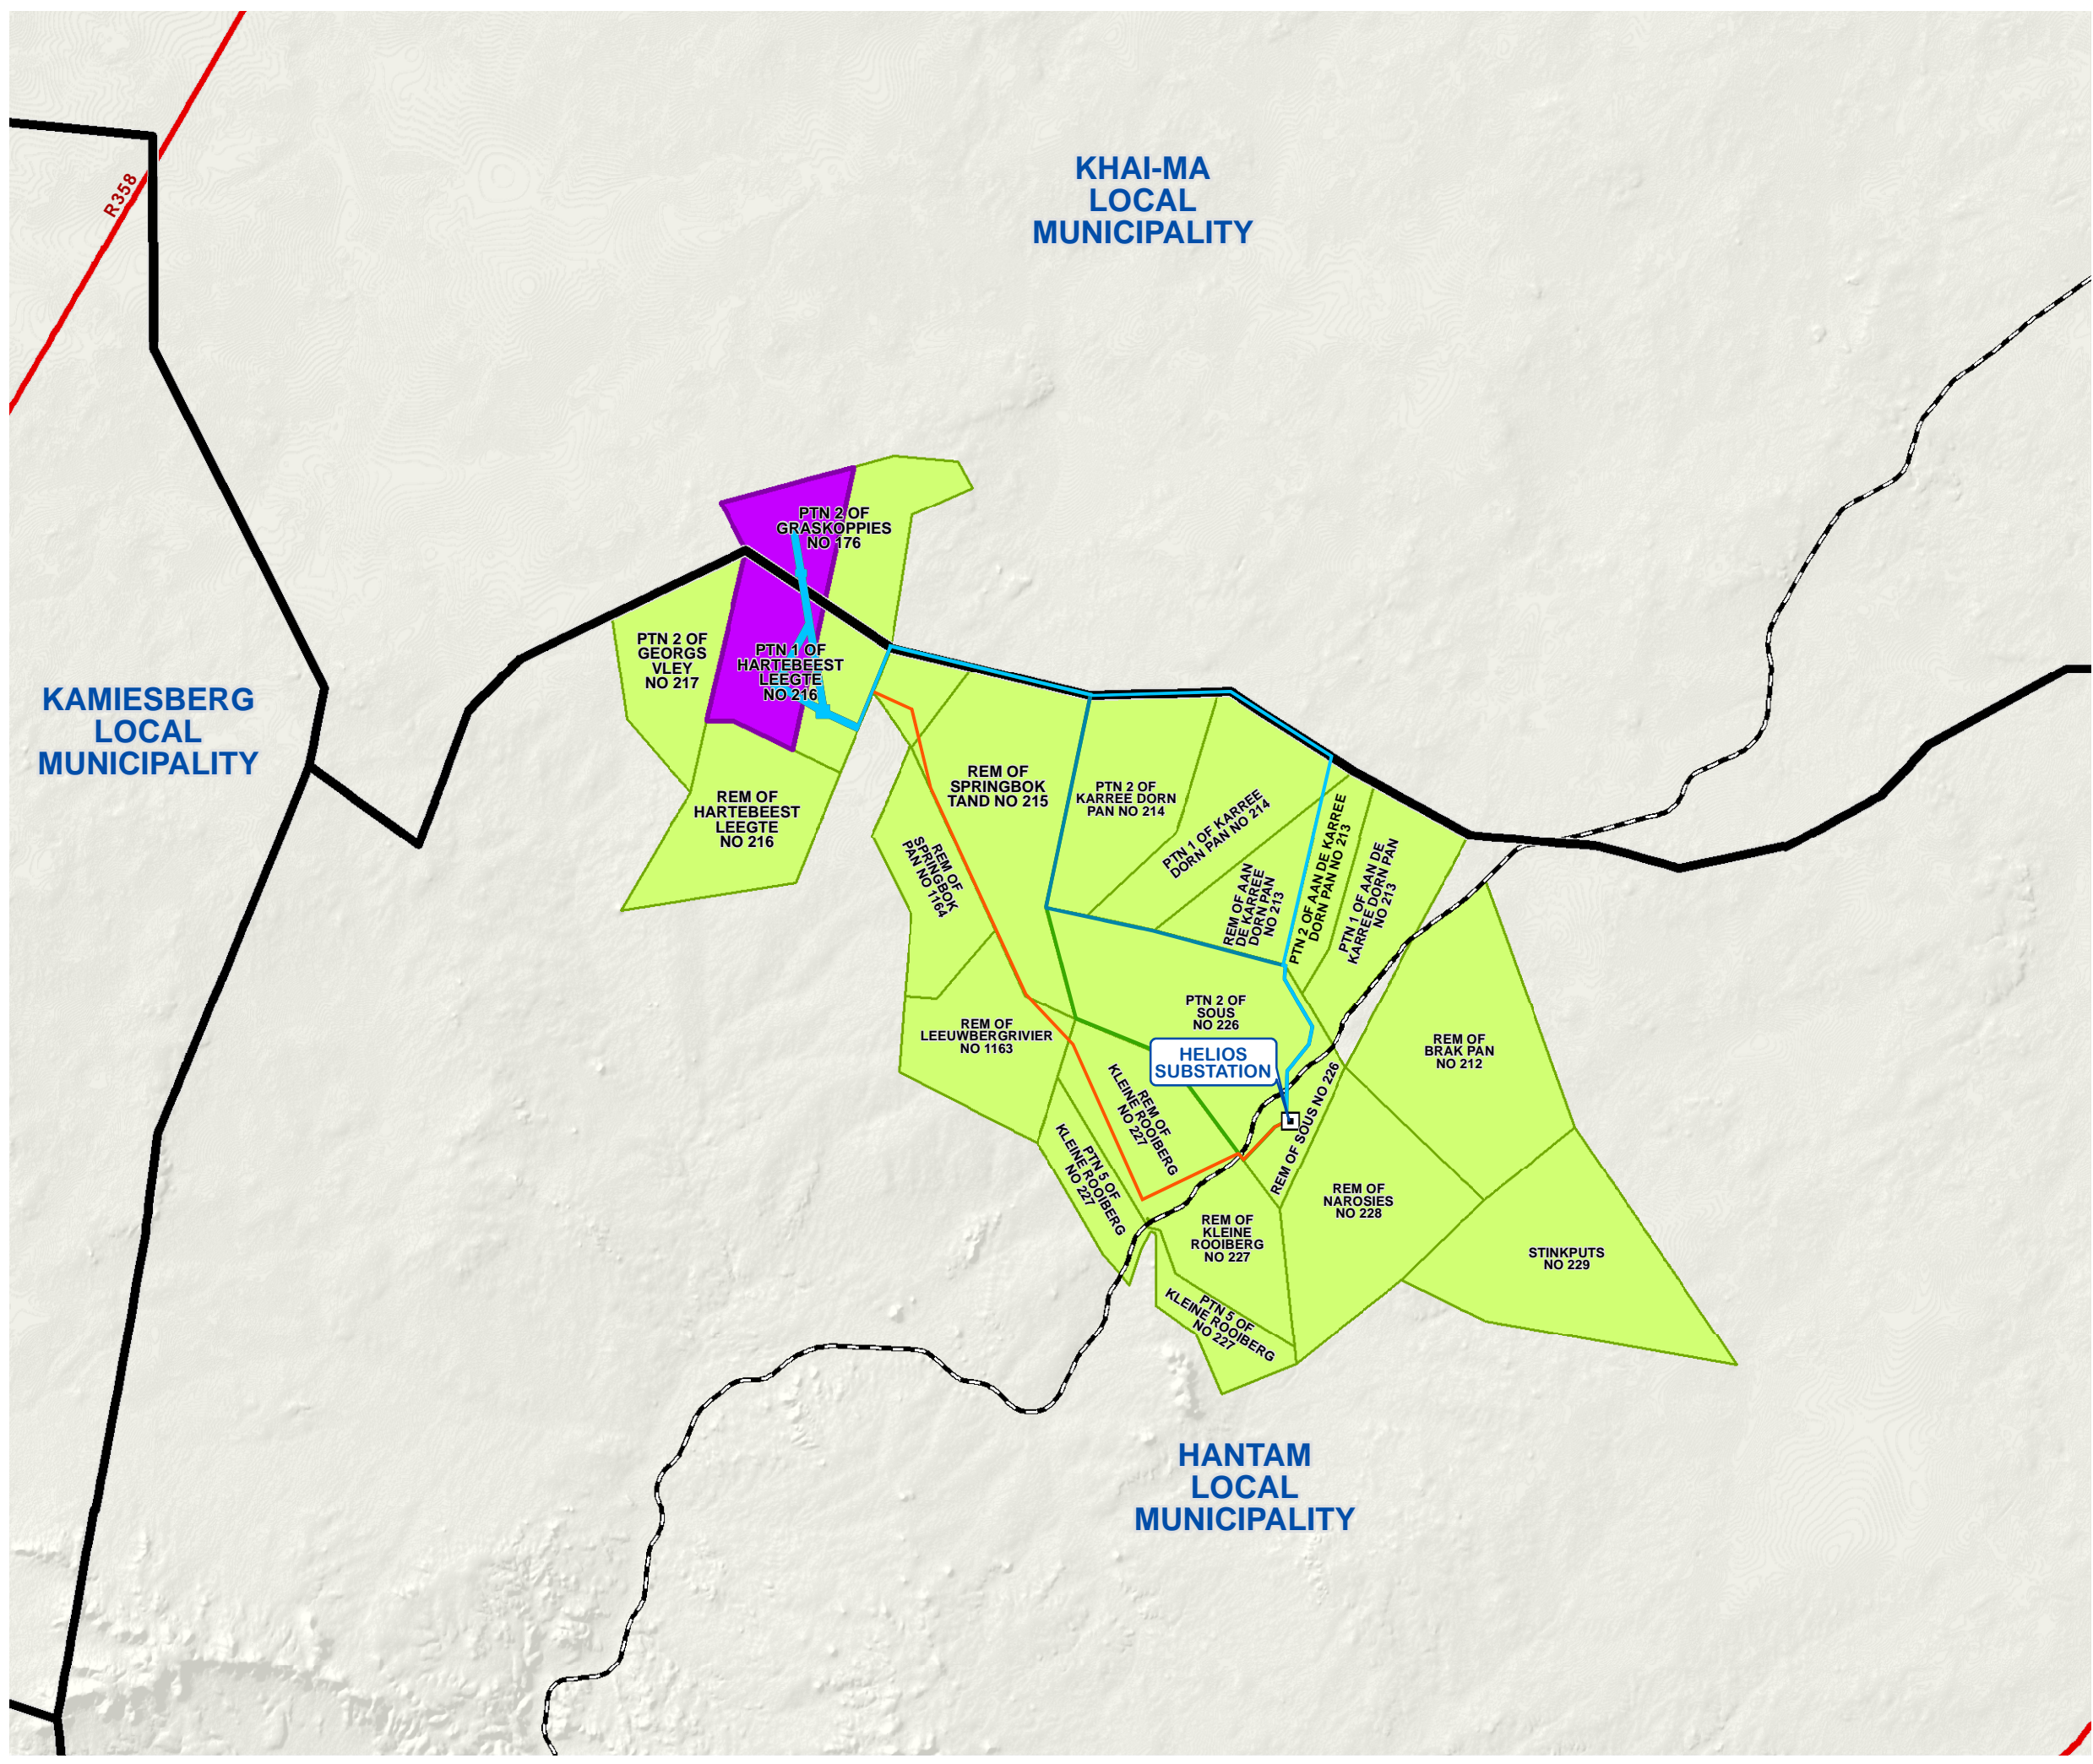 R358
KHAI-MA
LOCAL
MUNICIPALITY
PTN 2 OF
GRASKOPPIES
NO 176
PTN 2 OF
GEORGS
VLEY
NO 217
PTN 1 OF
HARTEBEEST
LEEGTE
NO 216
KAMIESBERG
LOCAL
MUNICIPALITY
REM OF
HARTEBEEST
LEEGTE
NO 216
REM OF
SPRINGBOK
TAND NO 215
PTN 2 OF
KARREE DORN
PAN NO 214
PTN 1 OF KARREE
DORN PAN NO 214
REM OF
SPRINGBOK
PAN NO 1164
REM OF AAN
DE KARREE
DORN PAN
NO 213
PTN 2 OF AAN DE KARREE
DORN PAN NO 213
PTN 1 OF AAN DE
KARREE DORN PAN
NO 213
PTN 2 OF
SOUS
NO 226
REM OF
LEEUWBERGRIVIER
NO 1163
HELIOS
SUBSTATION
REM OF
BRAK PAN
NO 212
REM OF
KLEINE ROOIBERG
NO 227
REM OF SOUS NO 226
PTN 5 OF
KLEINE ROOIBERG
NO 227
REM OF
NAROSIES
NO 228
REM OF
KLEINE
ROOIBERG
NO 227
STINKPUTS
NO 229
PTN 5 OF
KLEINE ROOIBERG
NO 227
HANTAM
LOCAL
MUNICIPALITY